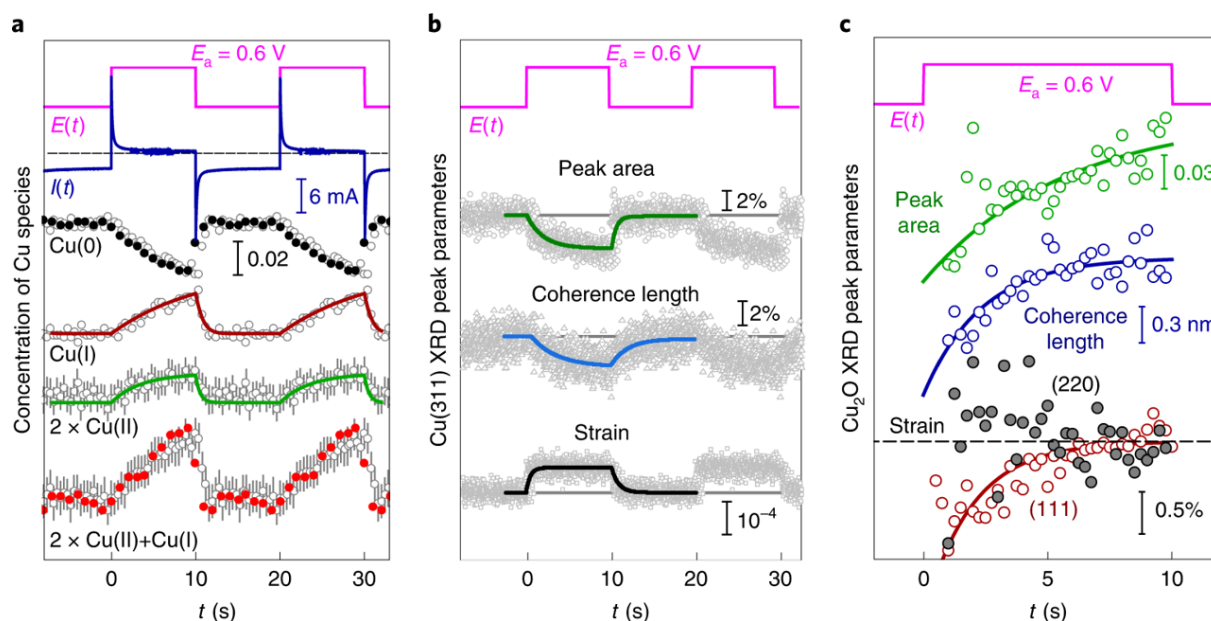 a
Eₐ = 0.6 V
E(t)
I(t)
6 mA
Cu(0)
0.02
Cu(I)
2 × Cu(II)
2 × Cu(II)+Cu(I)
Concentration of Cu species
0 10 20 30
t (s)
b
Eₐ = 0.6 V
E(t)
Peak area
2%
Coherence length
2%
Strain
10⁻⁴
Cu(311) XRD peak parameters
0 10 20 30
t (s)
c
Eₐ = 0.6 V
E(t)
Peak
area
0.03
Coherence
length
0.3 nm
(220)
Strain
(111)
0.5%
Cu₂O XRD peak parameters
0 5 10
t (s)